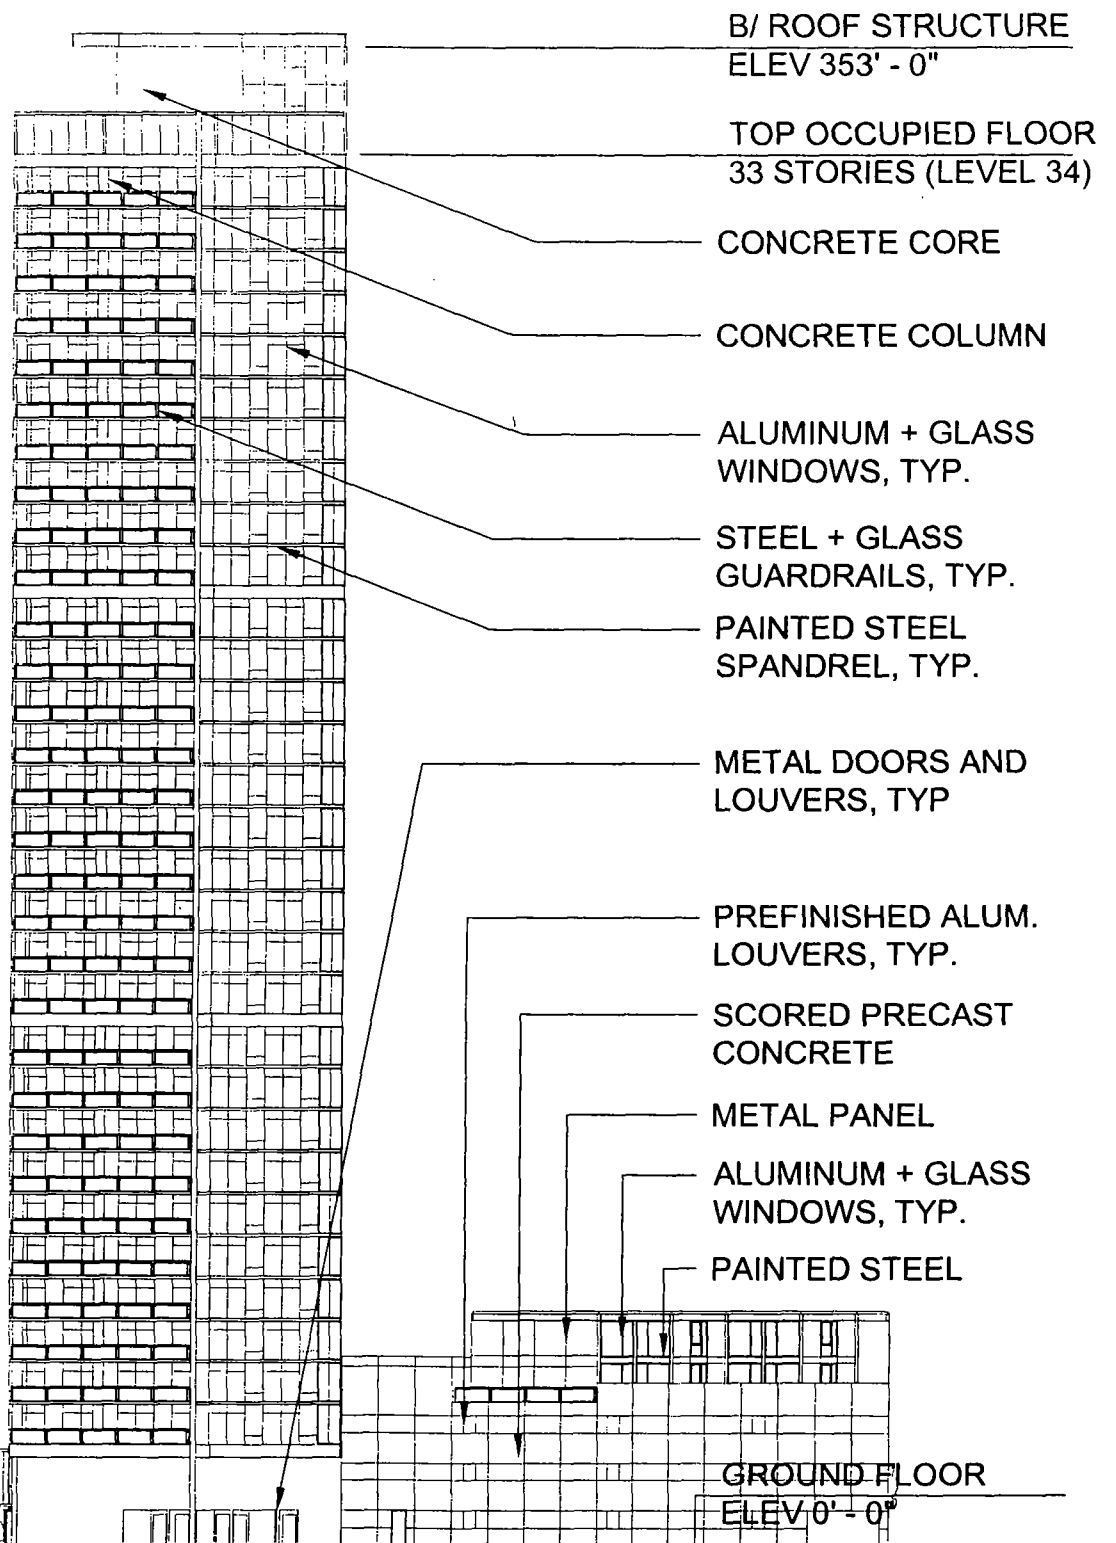 B/ ROOF STRUCTURE
ELEV 353' - 0"
TOP OCCUPIED FLOOR
33 STORIES (LEVEL 34)
CONCRETE CORE
CONCRETE COLUMN
ALUMINUM + GLASS
WINDOWS, TYP.
STEEL + GLASS
GUARDRAILS, TYP.
PAINTED STEEL
SPANDREL, TYP.
METAL DOORS AND
LOUVERS, TYP
PREFINISHED ALUM.
LOUVERS, TYP.
SCORED PRECAST
CONCRETE
METAL PANEL
ALUMINUM + GLASS
WINDOWS, TYP.
PAINTED STEEL
GROUND FLOOR
ELEV 0' - 0"